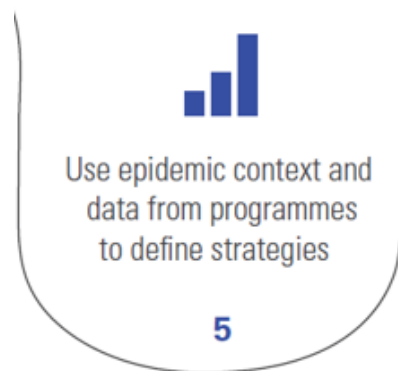 Use epidemic context and
data from programmes
to define strategies
5